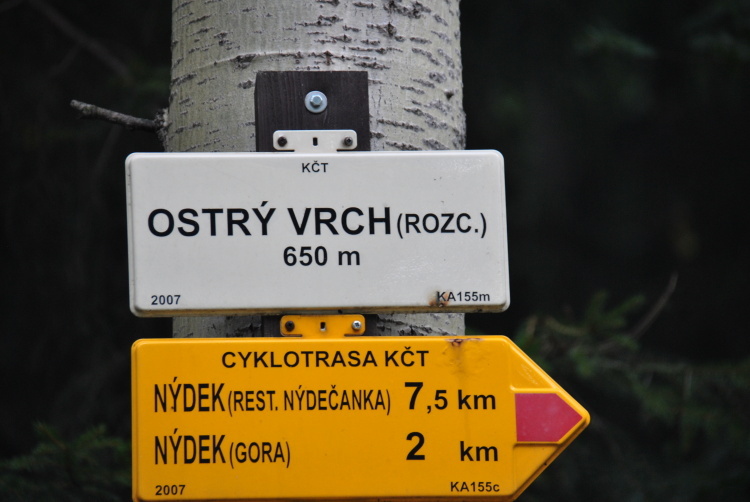 KČT
OSTRÝ VRCH (ROZC.)
650 m
2007 KA155m
CYKLOTRASA KČT
NÝDEK (REST. NÝDEČANKA) 7,5 km
NÝDEK (GORA) 2 km
2007 KA155c